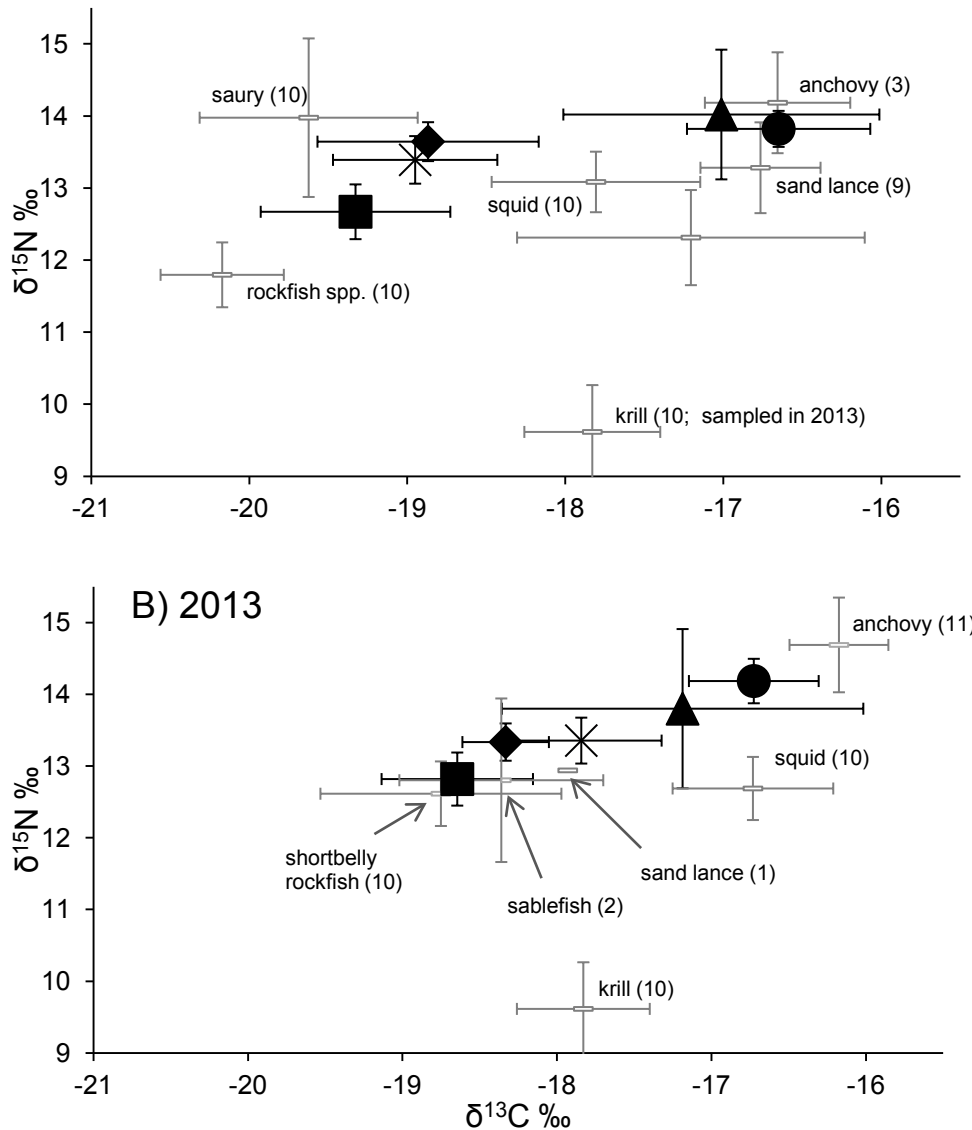 15
14
13
12
11
10
9
δ15N ‰
saury (10)
anchovy (3)
squid (10)
sand lance (9)
rockfish spp. (10)
krill (10; sampled in 2013)
-21 -20 -19 -18 -17 -16
B) 2013
15
14
13
12
11
10
9
δ15N ‰
anchovy (11)
squid (10)
shortbelly
rockfish (10)
sand lance (1)
sablefish (2)
krill (10)
-21 -20 -19 -18 -17 -16
δ13C ‰